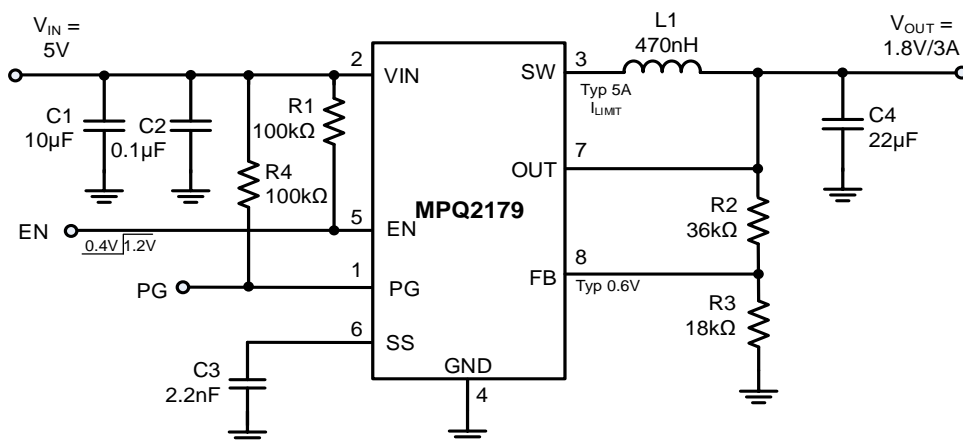 V_IN =
5V
C1
10µF
C2
0.1µF
R1
100kΩ
R4
100kΩ
EN
0.4V 1.2V
PG
C3
2.2nF
2
VIN
5
EN
1
PG
6
SS
MPQ2179
GND
4
SW
3
Typ 5A
I_LIMIT
OUT
7
FB
8
Typ 0.6V
L1
470nH
V_OUT =
1.8V/3A
C4
22µF
R2
36kΩ
R3
18kΩ